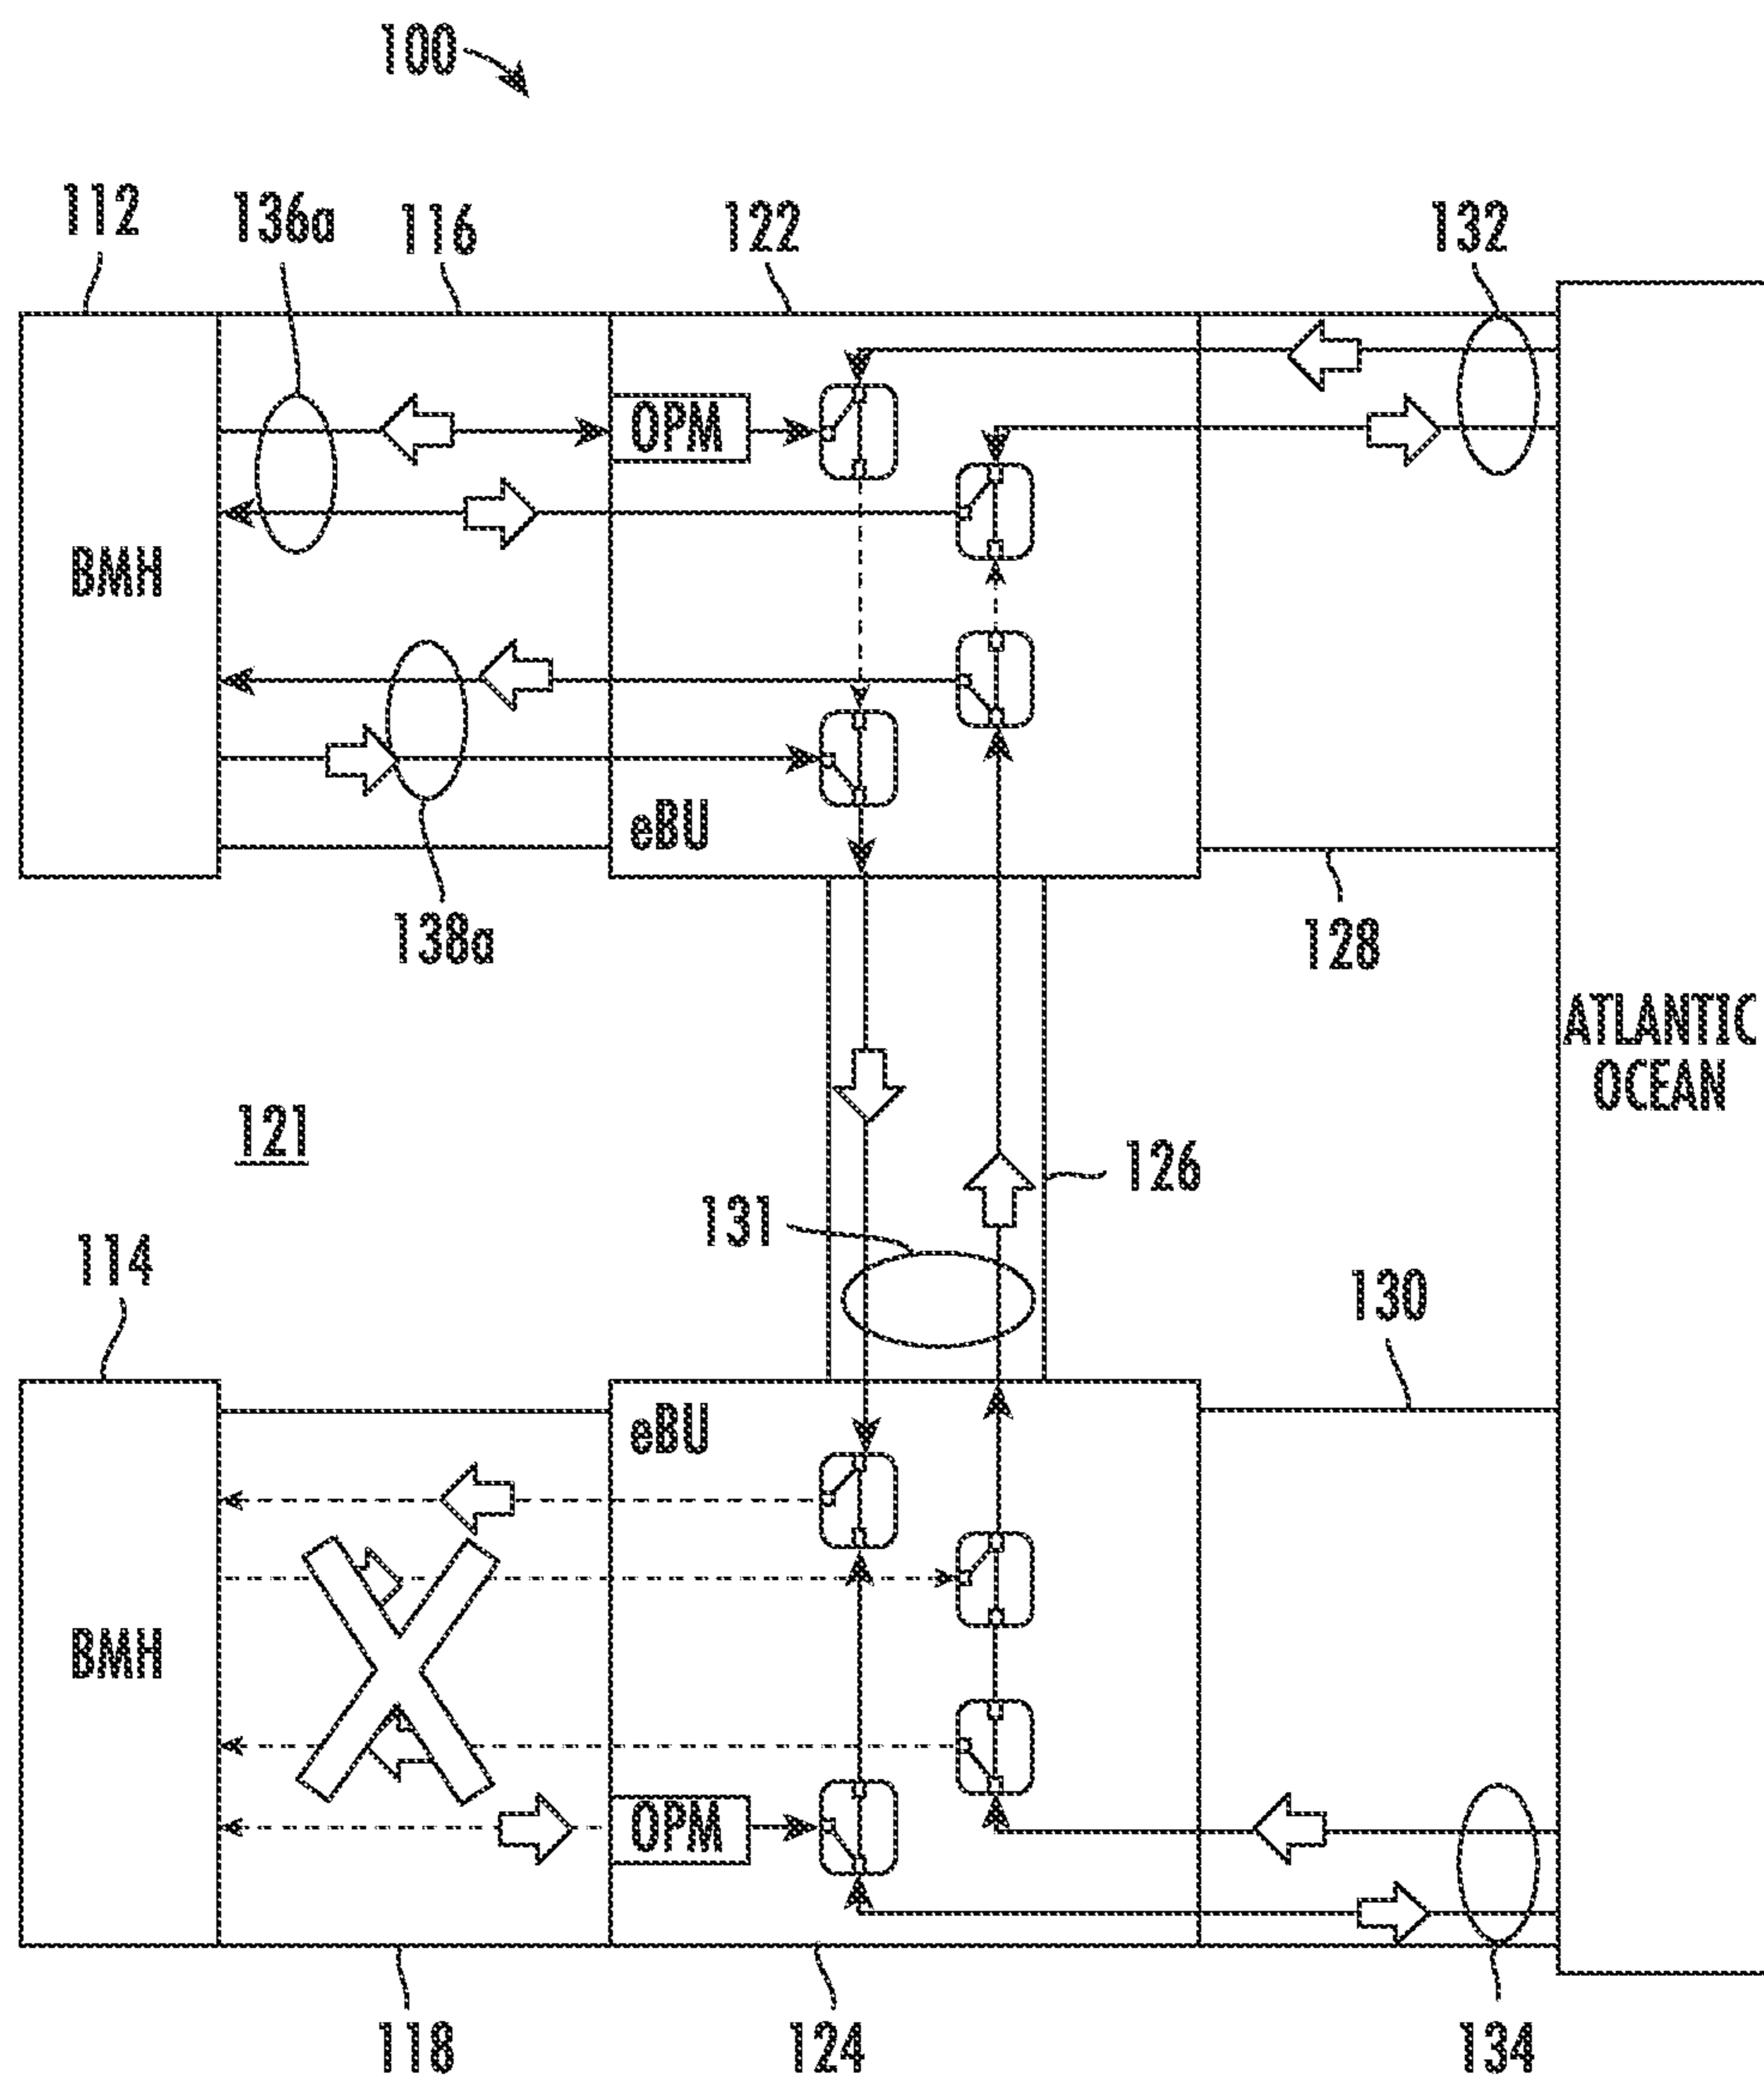 100
112
136a
116
122
132
OPM
BMH
eBU
138a
128
ATLANTIC
OCEAN
121
126
131
114
130
eBU
BMH
OPM
118
124
134